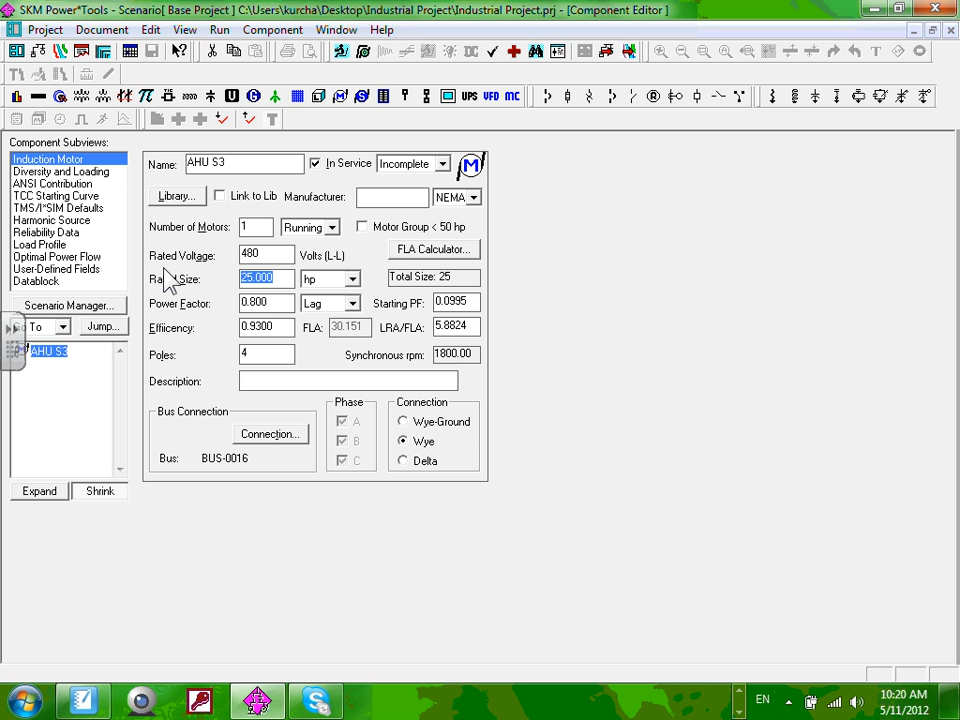 SKM Power*Tools - Scenario[ Base Project ] C:\Users\kurcha\Desktop\Industrial Project\Industrial Project.prj - [Component Editor ]
Project Document Edit View Run Component Window Help
UPS VFD MC
Component Subviews:
Induction Motor
Diversity and Loading
ANSI Contribution
TCC Starting Curve
TMS/I*SIM Defaults
Harmonic Source
Reliability Data
Load Profile
Optimal Power Flow
User-Defined Fields
Datablock
Scenario Manager...
To Jump...
AHU S3
Expand Shrink
Name: AHU S3 In Service Incomplete
Library... Link to Lib Manufacturer: NEMA
Number of Motors: 1 Running Motor Group < 50 hp
Rated Voltage: 480 Volts (L-L) FLA Calculator...
Size: 25.000 hp Total Size: 25
Power Factor: 0.800 Lag Starting PF: 0.0995
Effiicency: 0.9300 FLA: 30.151 LRA/FLA: 5.8824
Poles: 4 Synchronous rpm: 1800.00
Description:
Bus Connection Phase Connection
A Wye-Ground
Connection... B Wye
Bus: BUS-0016 C Delta
EN 10:20 AM
5/11/2012